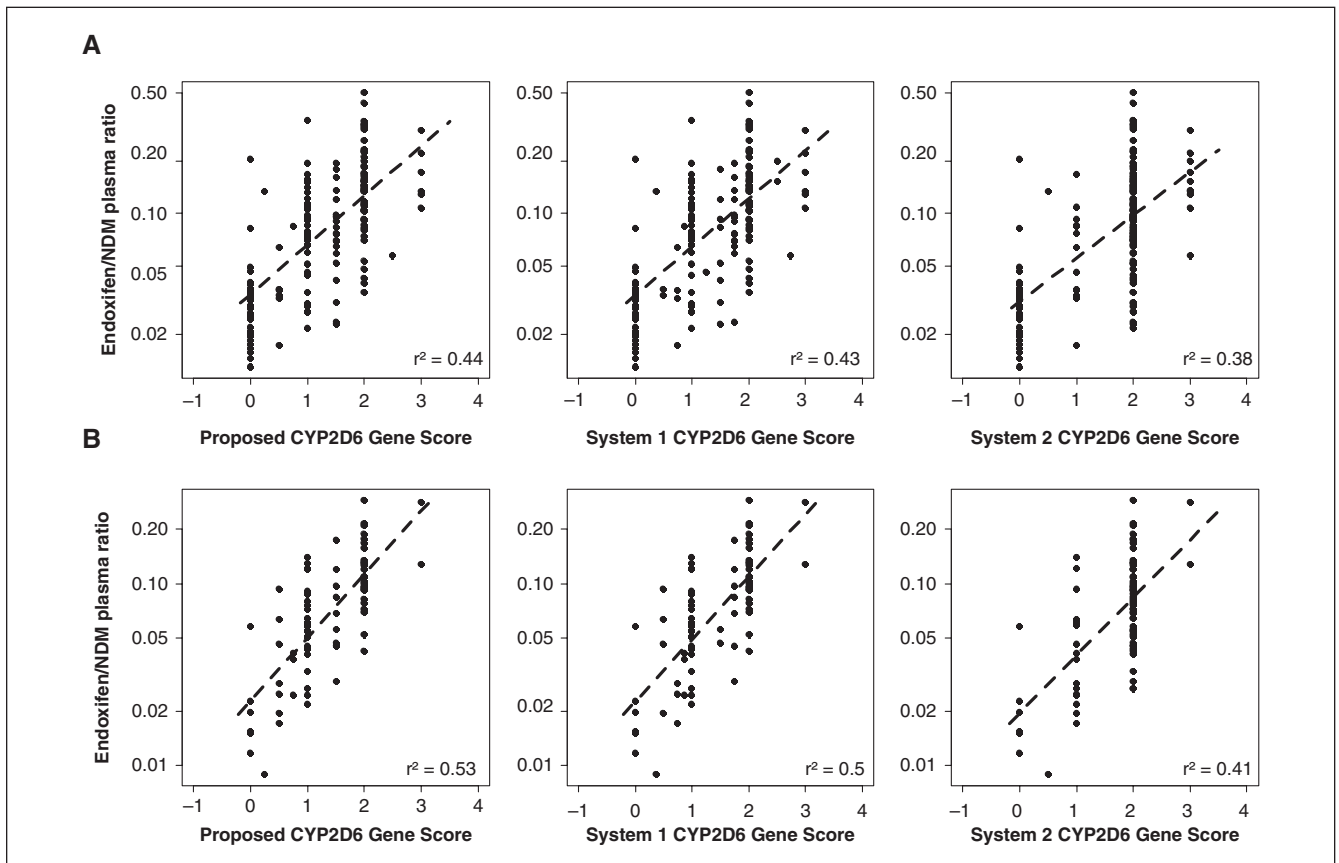 A
Endoxifen/NDM plasma ratio
0.50
0.20
0.10
0.05
0.02
r² = 0.44
–1 0 1 2 3 4
Proposed CYP2D6 Gene Score
0.50
0.20
0.10
0.05
0.02
r² = 0.43
–1 0 1 2 3 4
System 1 CYP2D6 Gene Score
0.50
0.20
0.10
0.05
0.02
r² = 0.38
–1 0 1 2 3 4
System 2 CYP2D6 Gene Score
B
Endoxifen/NDM plasma ratio
0.20
0.10
0.05
0.02
0.01
r² = 0.53
–1 0 1 2 3 4
Proposed CYP2D6 Gene Score
0.20
0.10
0.05
0.02
0.01
r² = 0.5
–1 0 1 2 3 4
System 1 CYP2D6 Gene Score
0.20
0.10
0.05
0.02
0.01
r² = 0.41
–1 0 1 2 3 4
System 2 CYP2D6 Gene Score